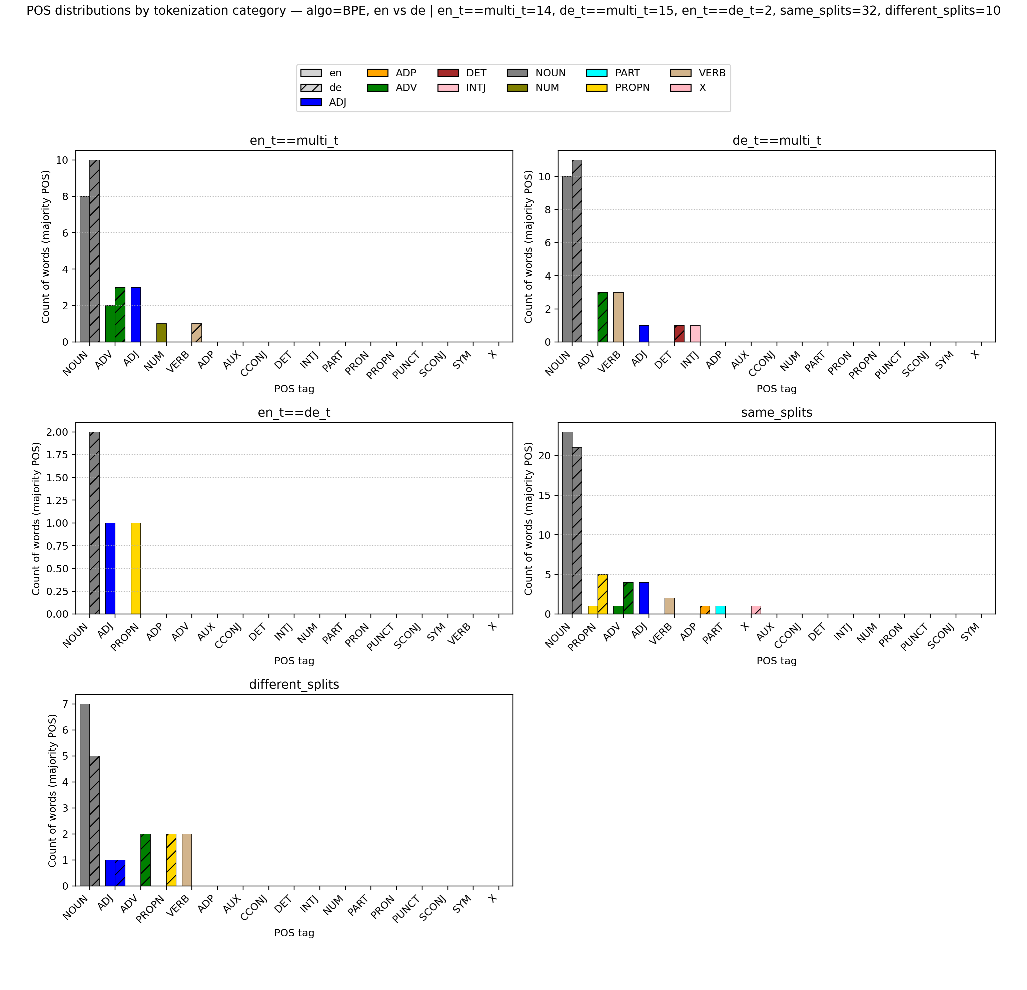 POS distributions by tokenization category — algo=BPE, en vs de | en_t==multi_t=14, de_t==multi_t=15, en_t==de_t=2, same_splits=32, different_splits=10
en ADP DET NOUN PART VERB
de ADV INTJ NUM PROPN X
ADJ
en_t==multi_t
Count of words (majority POS)
10
8
6
4
2
0
NOUN ADV ADJ NUM VERB ADP AUX CCONJ DET INTJ PART PRON PROPN PUNCT SCONJ SYM X
POS tag
de_t==multi_t
Count of words (majority POS)
10
8
6
4
2
0
NOUN ADV VERB ADJ DET INTJ ADP AUX CCONJ NUM PART PRON PROPN PUNCT SCONJ SYM X
POS tag
en_t==de_t
Count of words (majority POS)
2.00
1.75
1.50
1.25
1.00
0.75
0.50
0.25
0.00
NOUN ADJ PROPN ADP ADV AUX CCONJ DET INTJ NUM PART PRON PUNCT SCONJ SYM VERB X
POS tag
same_splits
Count of words (majority POS)
20
15
10
5
0
NOUN PROPN ADV ADJ VERB ADP PART X AUX CCONJ DET INTJ NUM PRON PUNCT SCONJ SYM
POS tag
different_splits
Count of words (majority POS)
7
6
5
4
3
2
1
0
NOUN ADJ ADV PROPN VERB ADP AUX CCONJ DET INTJ NUM PART PRON PUNCT SCONJ SYM X
POS tag